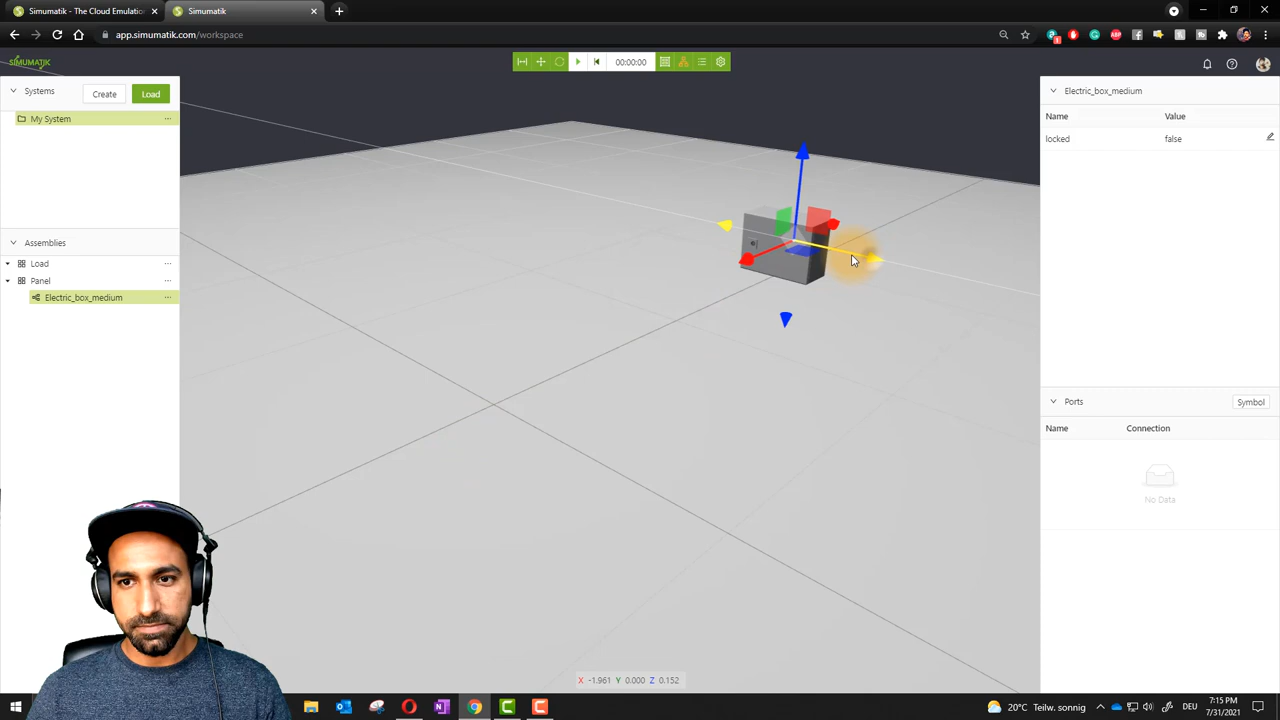 Simumatik - The Cloud Emulation
Simumatik
app.simumatik.com/workspace
SIMUMATIK
00:00:00
Systems
Create
Load
My System
Assemblies
Load
Panel
Electric_box_medium
Electric_box_medium
Name Value
locked false
Ports
Symbol
Name Connection
No Data
X -1.961 Y 0.000 Z 0.152
20°C Teilw. sonnig
DEU
7:15 PM
7/31/2021